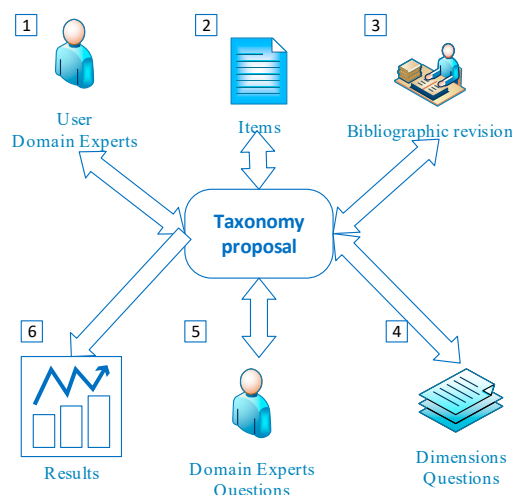 1
2
3
User
Domain Experts
Items
Bibliographic revision
Taxonomy
proposal
6
5
4
Results
Domain Experts
Questions
Dimensions
Questions